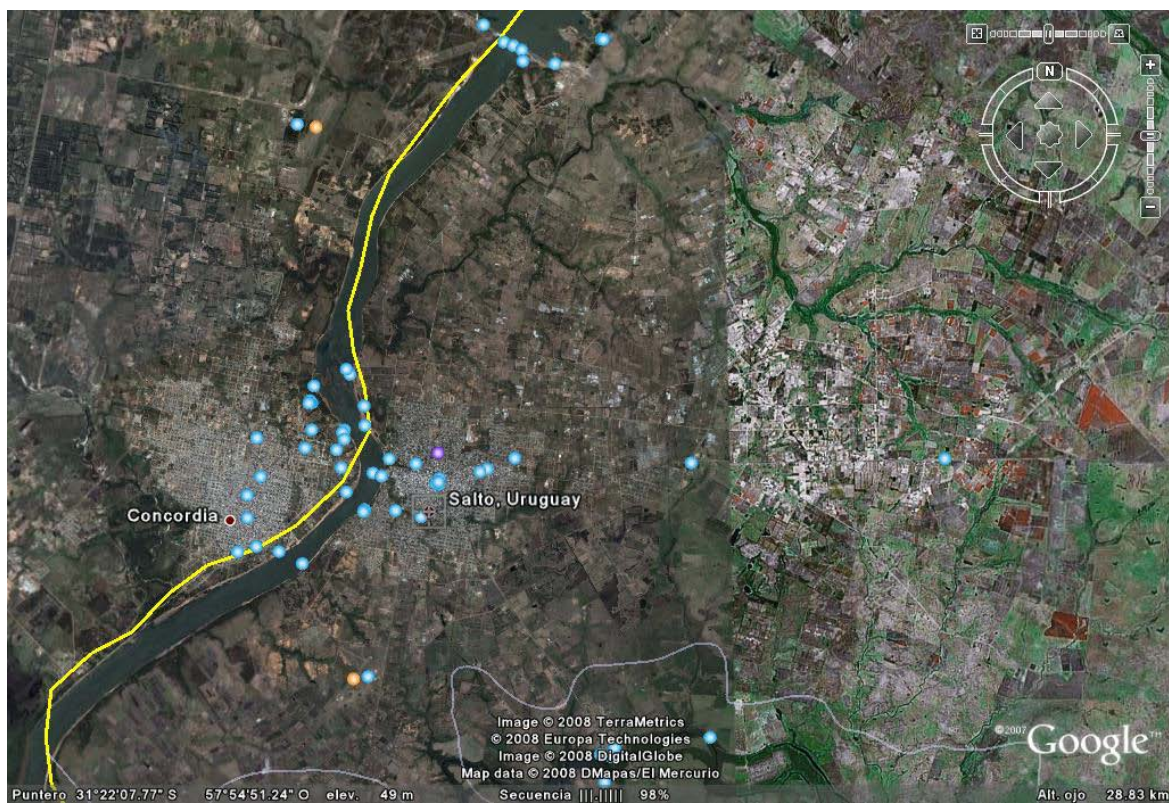 N
Concordia
Salto, Uruguay
Image © 2008 TerraMetrics
© 2008 Europa Technologies
Image © 2008 DigitalGlobe
Map data © 2008 DMapas/El Mercurio
©2007 Google™
Puntero 31°22'07.77" S 57°54'51.24" O elev. 49 m Secuencia |||||||||| 98% Alt. ojo 28.83 km